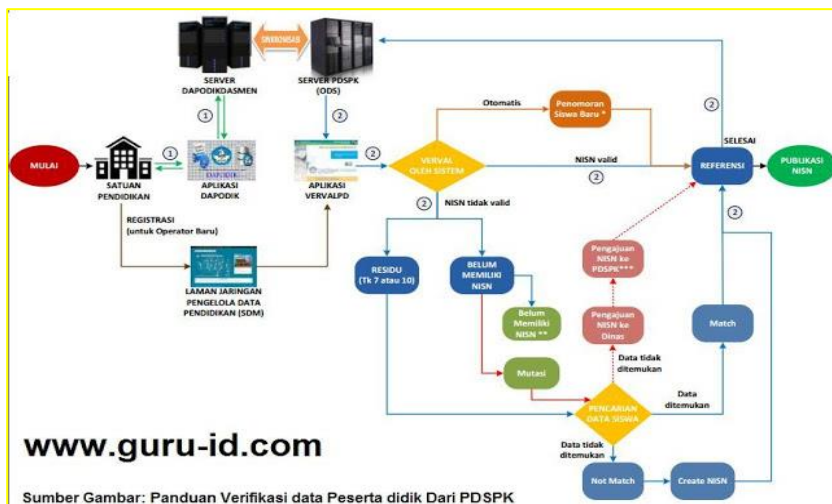 SINKRONISASI
SERVER
DAPODIKDASMEN
SERVER PDSPK
(ODS)
2
1
2
Otomatis
Penomoran
Siswa Baru *
2
SELESAI
MULAI
1
SATUAN
PENDIDIKAN
APLIKASI
DAPODIK
APLIKASI
VERVALPD
2
VERVAL
OLEH SISTEM
NISN valid
2
REFERENSI
PUBLIKASI
NISN
REGISTRASI
(untuk Operator Baru)
2
NISN tidak valid
2
LAMAN JARINGAN
PENGELOLA DATA
PENDIDIKAN (SDM)
RESIDU
(Tk 7 atau 10)
BELUM
MEMILIKI
NISN
Pengajuan
NISN ke
PDSPK***
Belum
Memiliki
NISN **
Pengajuan
NISN ke
Dinas
Match
Mutasi
Data tidak
ditemukan
PENCARIAN
DATA SISWA
Data
ditemukan
Data tidak
ditemukan
Not Match
Create NISN
www.guru-id.com
Sumber Gambar: Panduan Verifikasi data Peserta didik Dari PDSPK